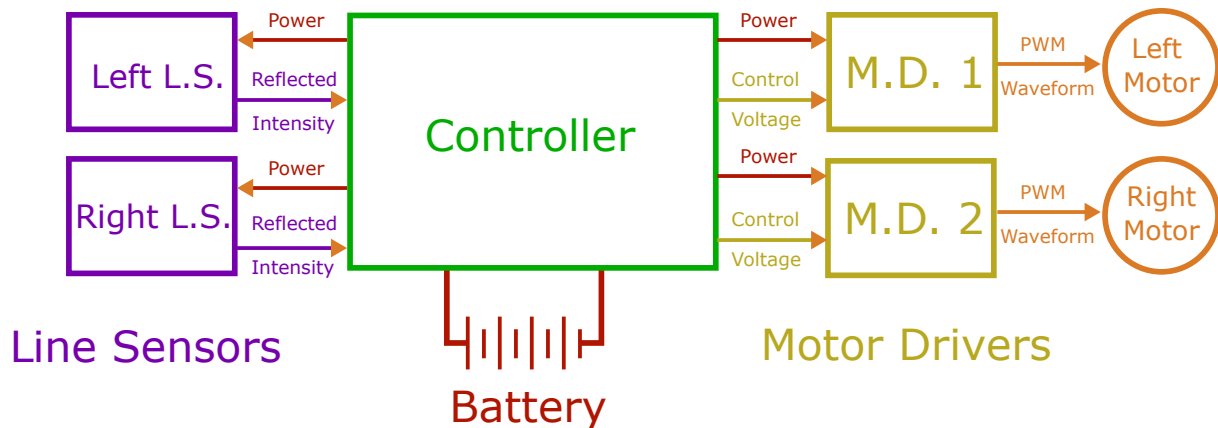 Power
Left L.S.
Reflected
Intensity
Power
Right L.S.
Reflected
Intensity
Line Sensors
Controller
Battery
Power
Control
Voltage
M.D. 1
PWM
Waveform
Left
Motor
Power
Control
Voltage
M.D. 2
PWM
Waveform
Right
Motor
Motor Drivers